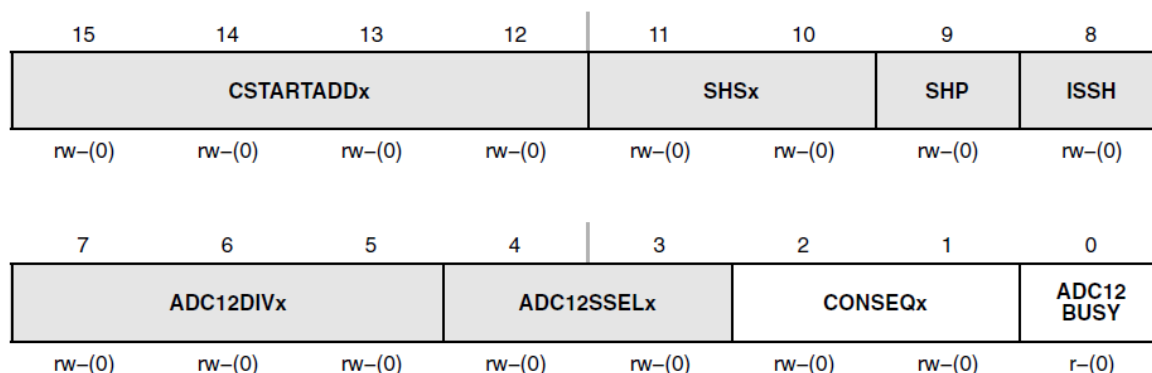 15 14 13 12 11 10 9 8
CSTARTADDx SHSx SHP ISSH
rw–(0) rw–(0) rw–(0) rw–(0) rw–(0) rw–(0) rw–(0) rw–(0)
7 6 5 4 3 2 1 0
ADC12DIVx ADC12SSELx CONSEQx ADC12
BUSY
rw–(0) rw–(0) rw–(0) rw–(0) rw–(0) rw–(0) rw–(0) r–(0)